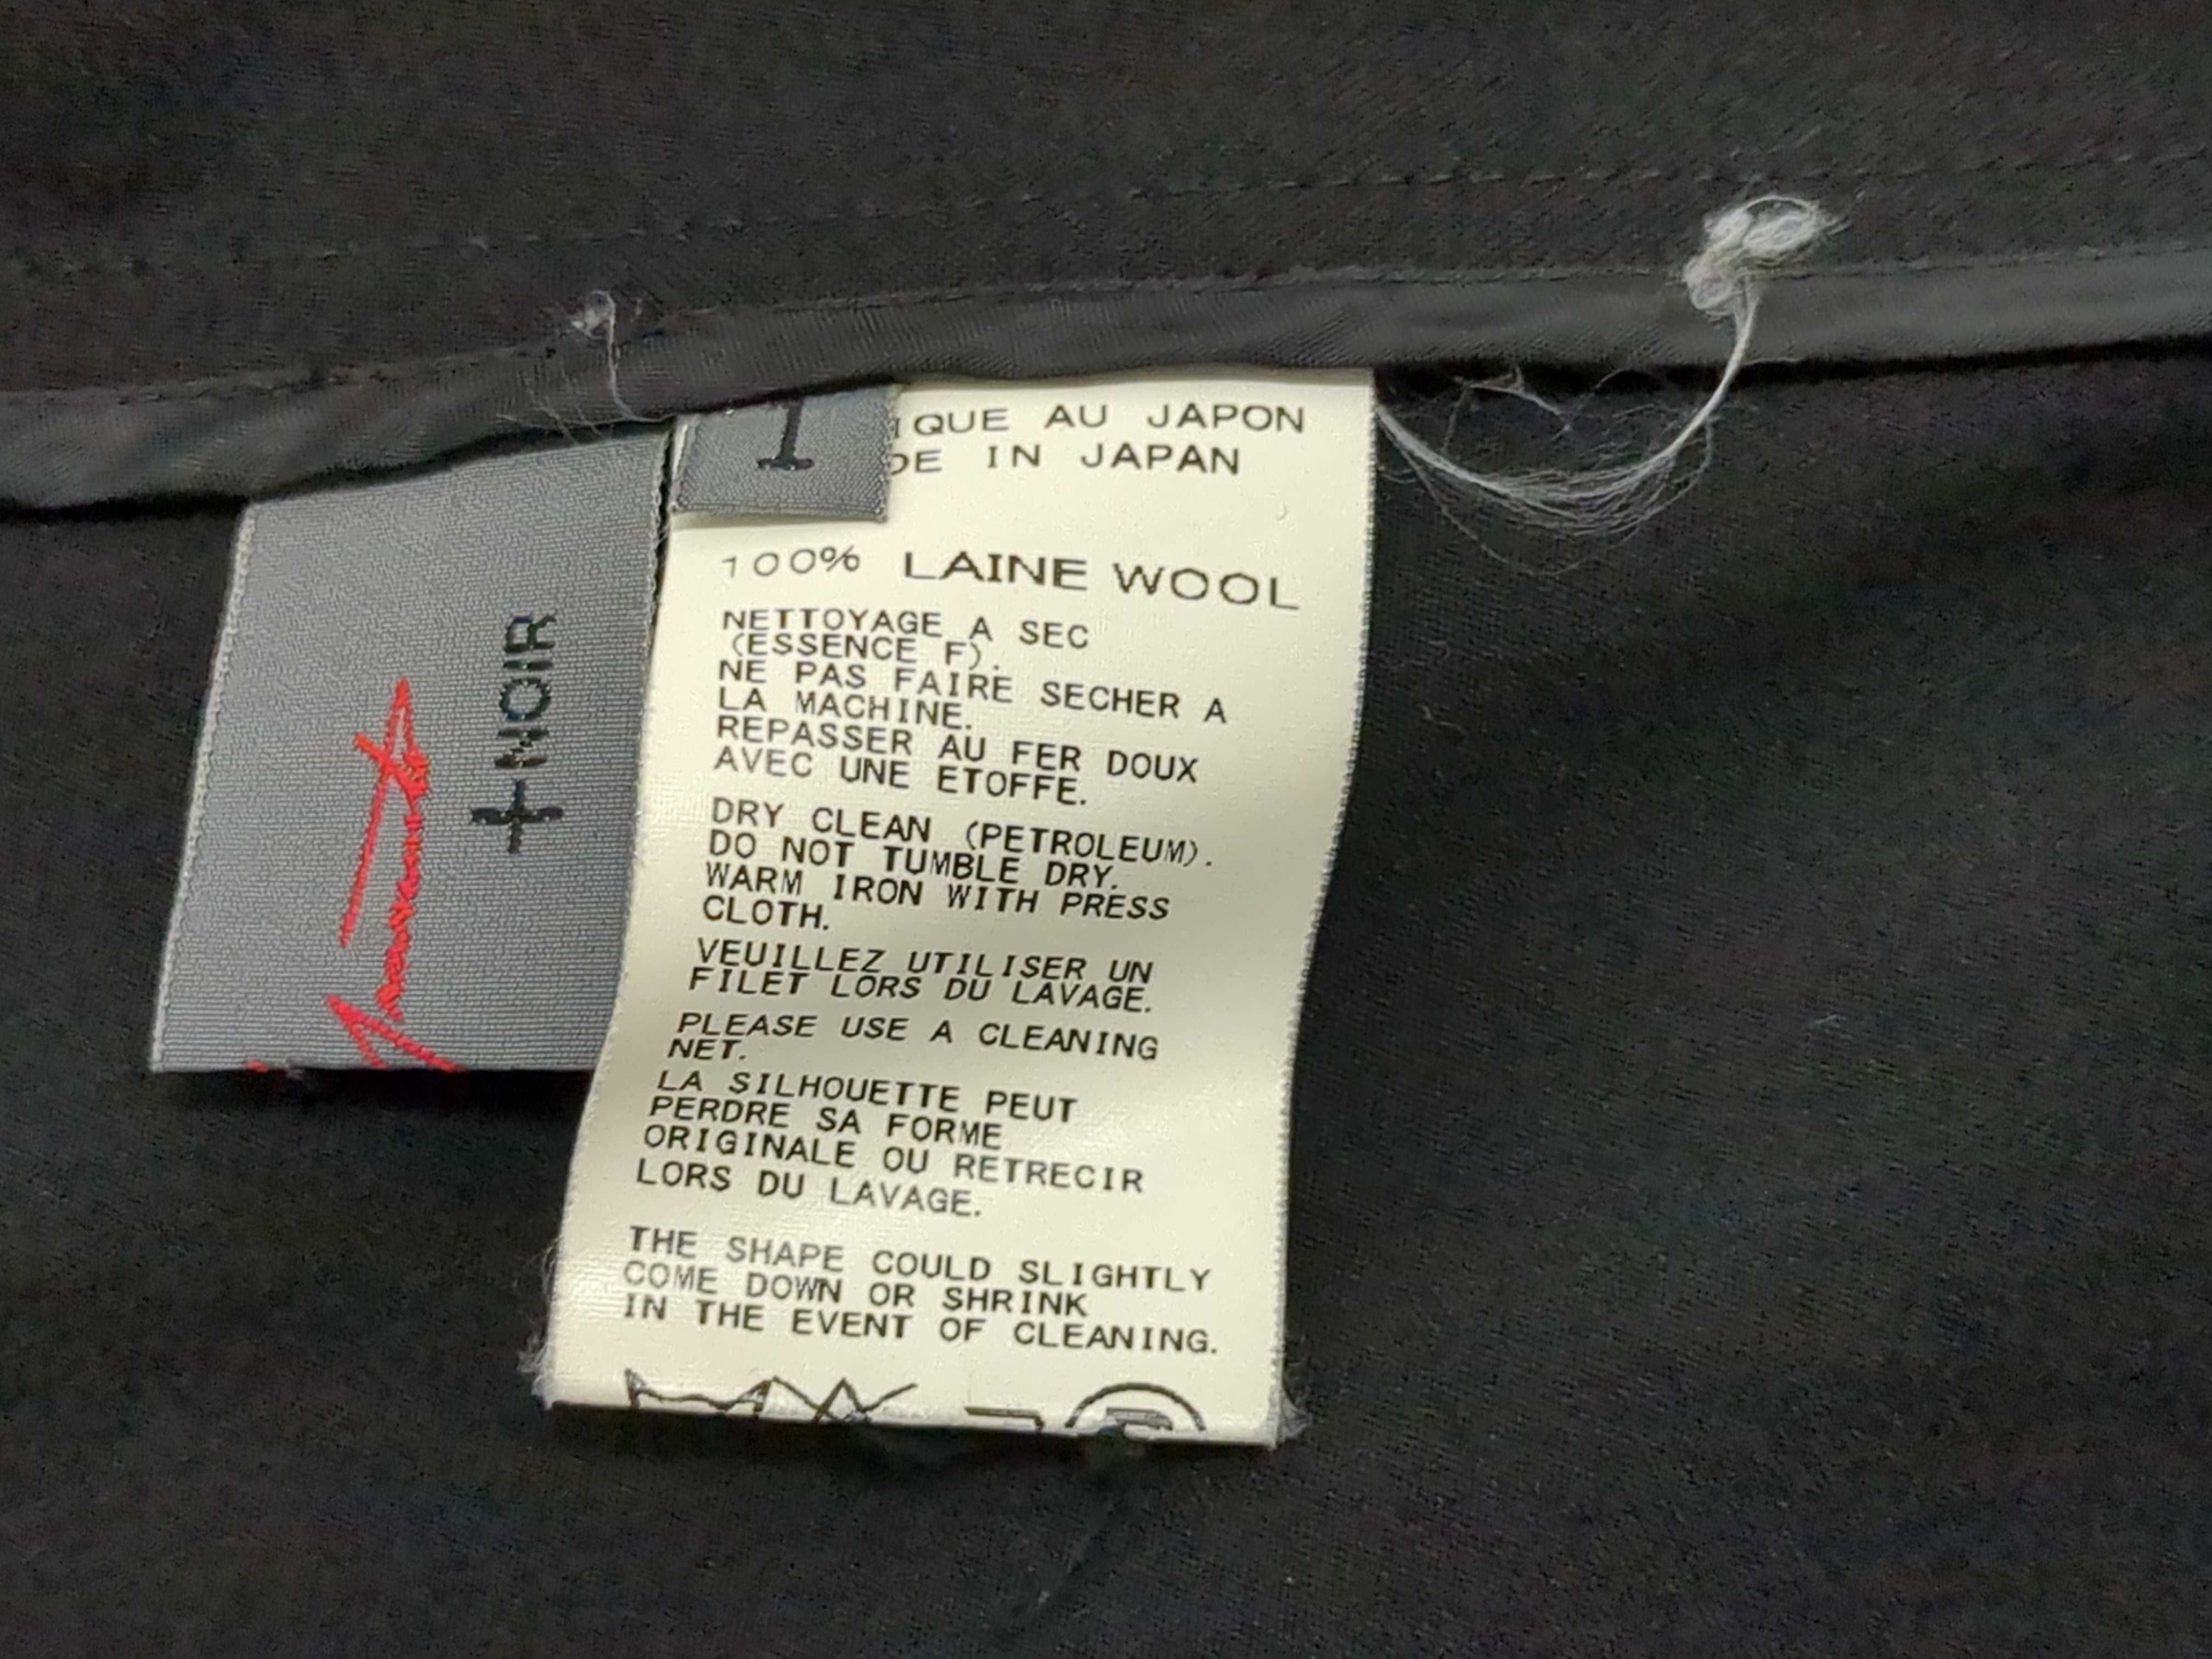 +NOIR
1
IQUE AU JAPON
DE IN JAPAN
100% LAINE WOOL
NETTOYAGE A SEC
(ESSENCE F).
NE PAS FAIRE SECHER A
LA MACHINE.
REPASSER AU FER DOUX
AVEC UNE ETOFFE.
DRY CLEAN (PETROLEUM).
DO NOT TUMBLE DRY.
WARM IRON WITH PRESS
CLOTH.
VEUILLEZ UTILISER UN
FILET LORS DU LAVAGE.
PLEASE USE A CLEANING
NET.
LA SILHOUETTE PEUT
PERDRE SA FORME
ORIGINALE OU RETRECIR
LORS DU LAVAGE.
THE SHAPE COULD SLIGHTLY
COME DOWN OR SHRINK
IN THE EVENT OF CLEANING.